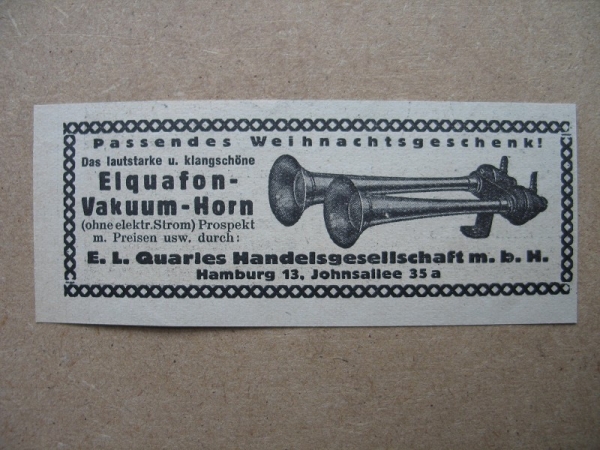 Passendes Weihnachtsgeschenk!
Das lautstarke u. klangschöne
Elquafon-
Vakuum-Horn
(ohne elektr. Strom) Prospekt
m. Preisen usw. durch:
E. L. Quarles Handelsgesellschaft m. b. H.
Hamburg 13, Johnsallee 35 a